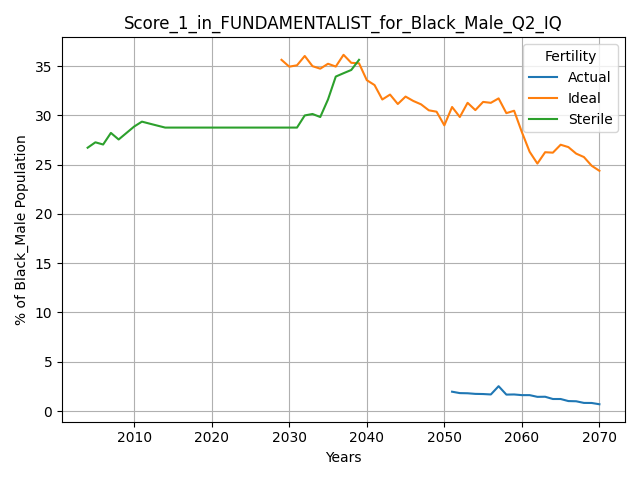 Score_1_in_FUNDAMENTALIST_for_Black_Male_Q2_IQ
Fertility
Actual
Ideal
Sterile
% of Black_Male Population
35
30
25
20
15
10
5
0
2010 2020 2030 2040 2050 2060 2070
Years